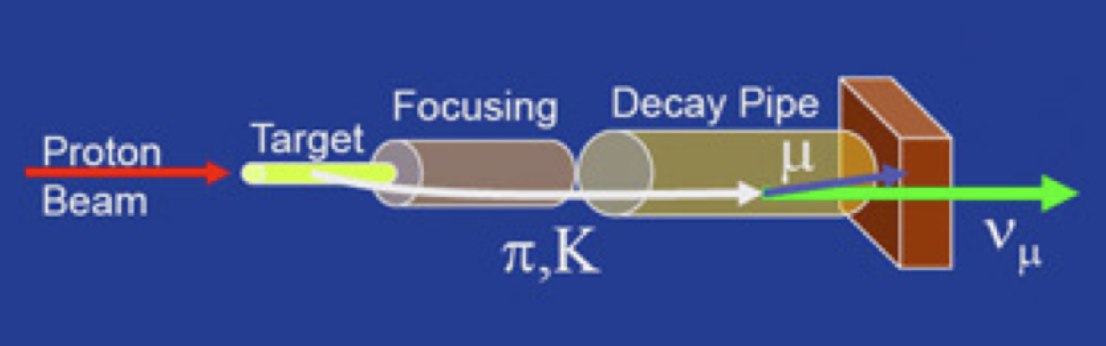 Proton
Beam
Target
Focusing
Decay Pipe
π,K
μ
νμ